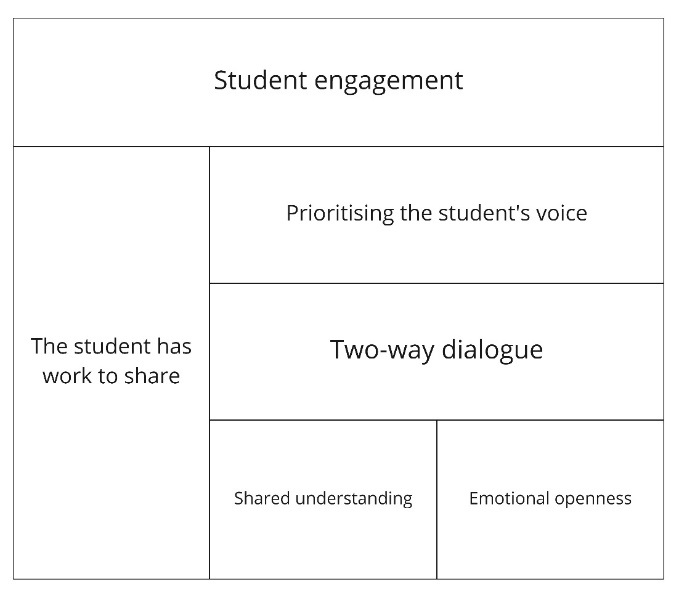 Student engagement
Prioritising the student's voice
The student has
work to share
Two-way dialogue
Shared understanding
Emotional openness